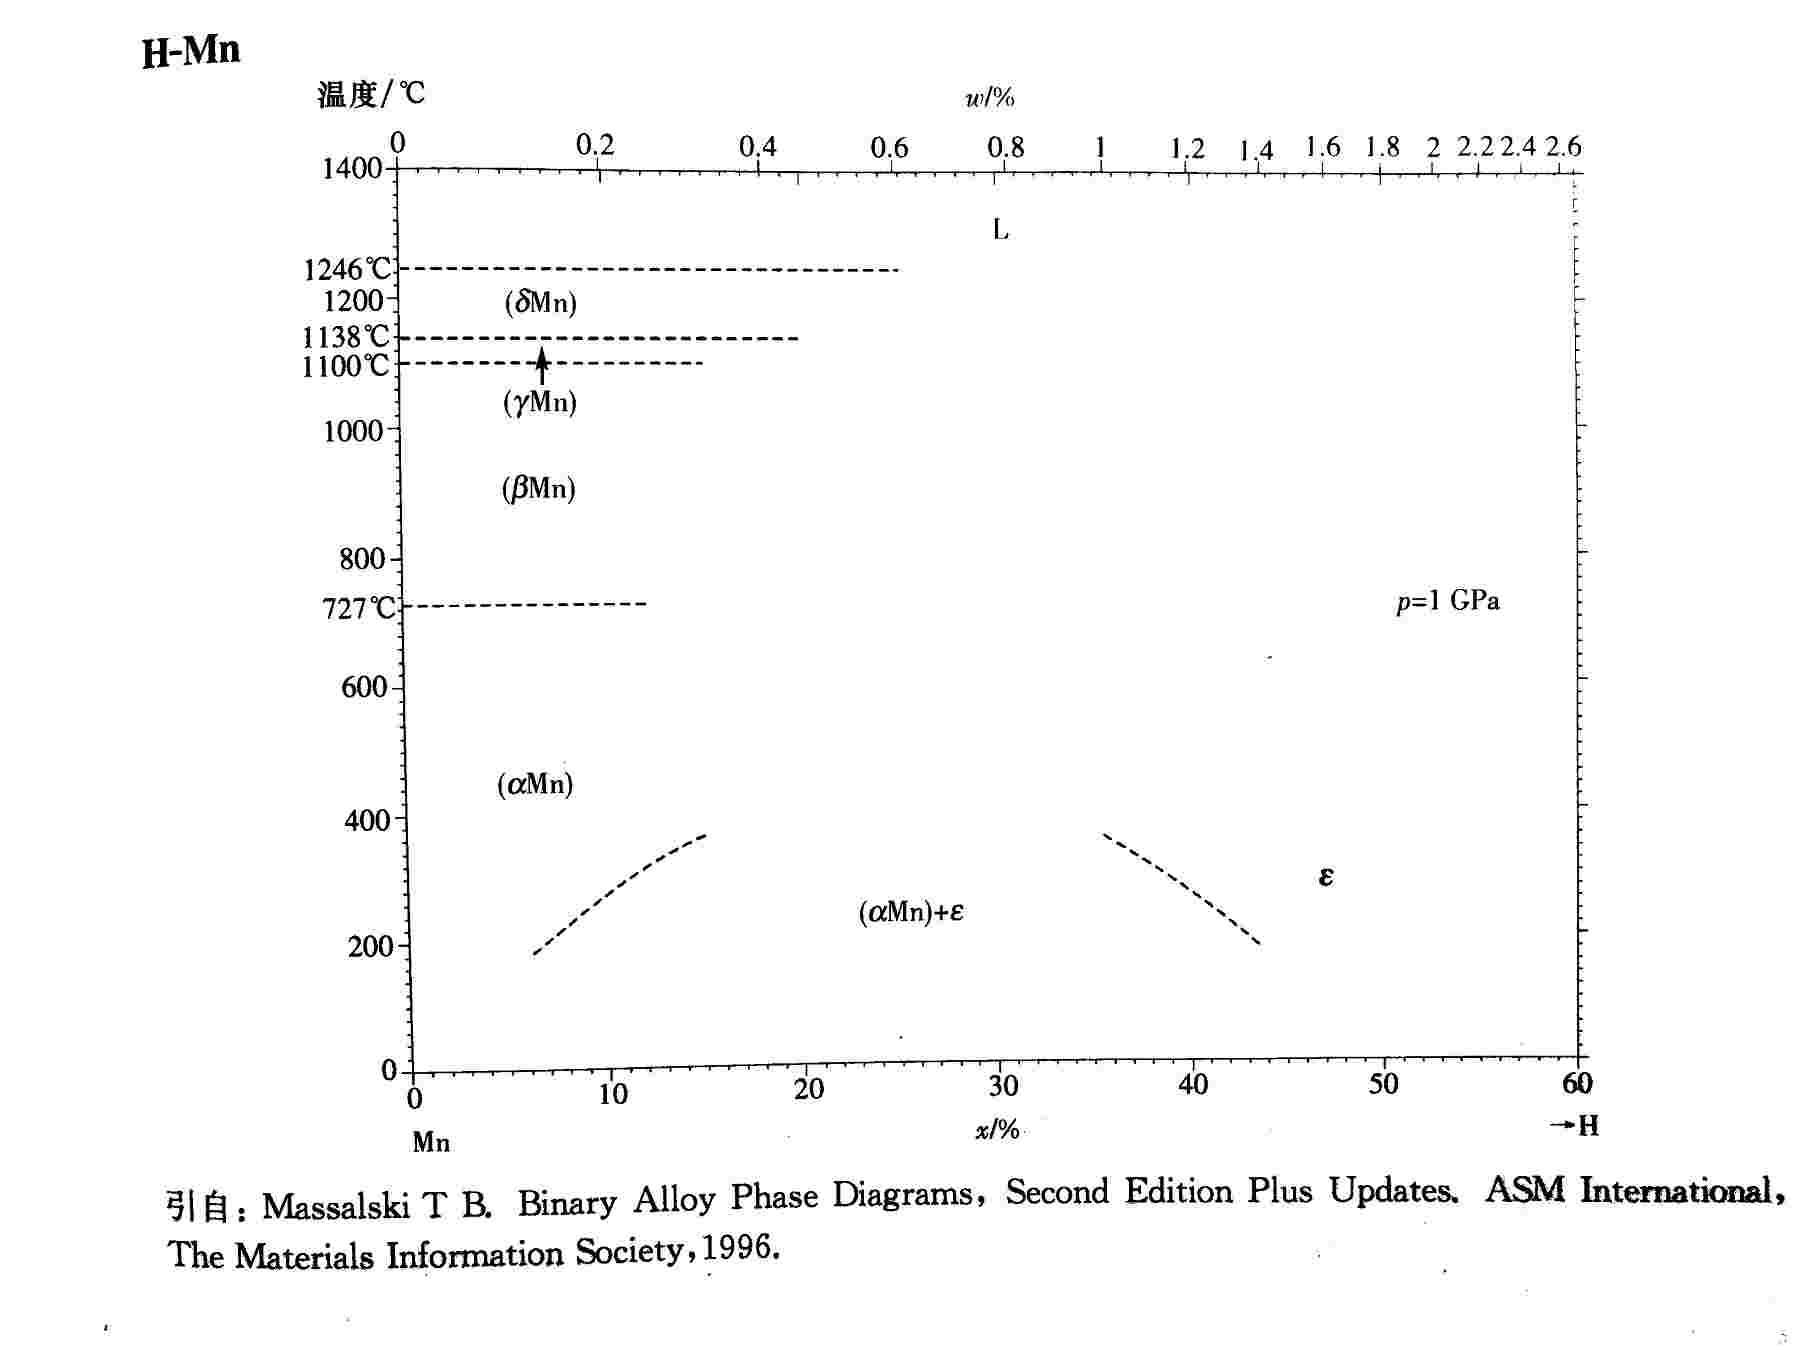 H-Mn
温度/℃
w/%
0 0.2 0.4 0.6 0.8 1 1.2 1.4 1.6 1.8 2 2.2 2.4 2.6
1400
L
1246℃
(δMn)
1200
1138℃
1100℃
(γMn)
1000
(βMn)
800
727℃
p=1 GPa
600
(αMn)
400
ε
(αMn)+ε
200
0
0 10 20 30 40 50 60
Mn
x/%
→H
引自: Massalski T B. Binary Alloy Phase Diagrams, Second Edition Plus Updates. ASM International,
The Materials Information Society,1996.